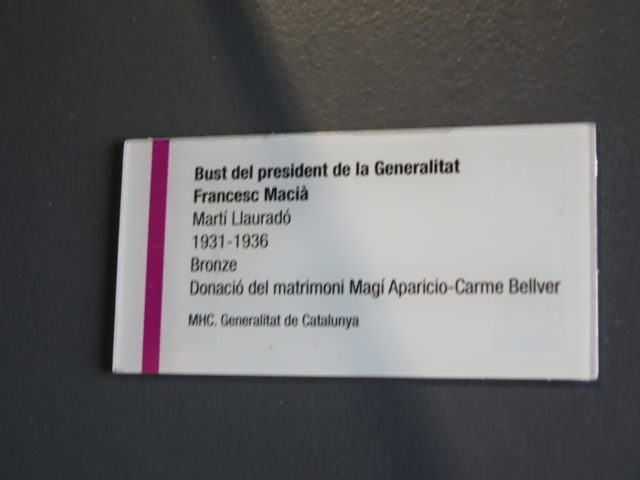 Bust del president de la Generalitat
Francesc Macià
Martí Llauradó
1931-1936
Bronze
Donació del matrimoni Magí Aparicio-Carme Bellver
MHC. Generalitat de Catalunya